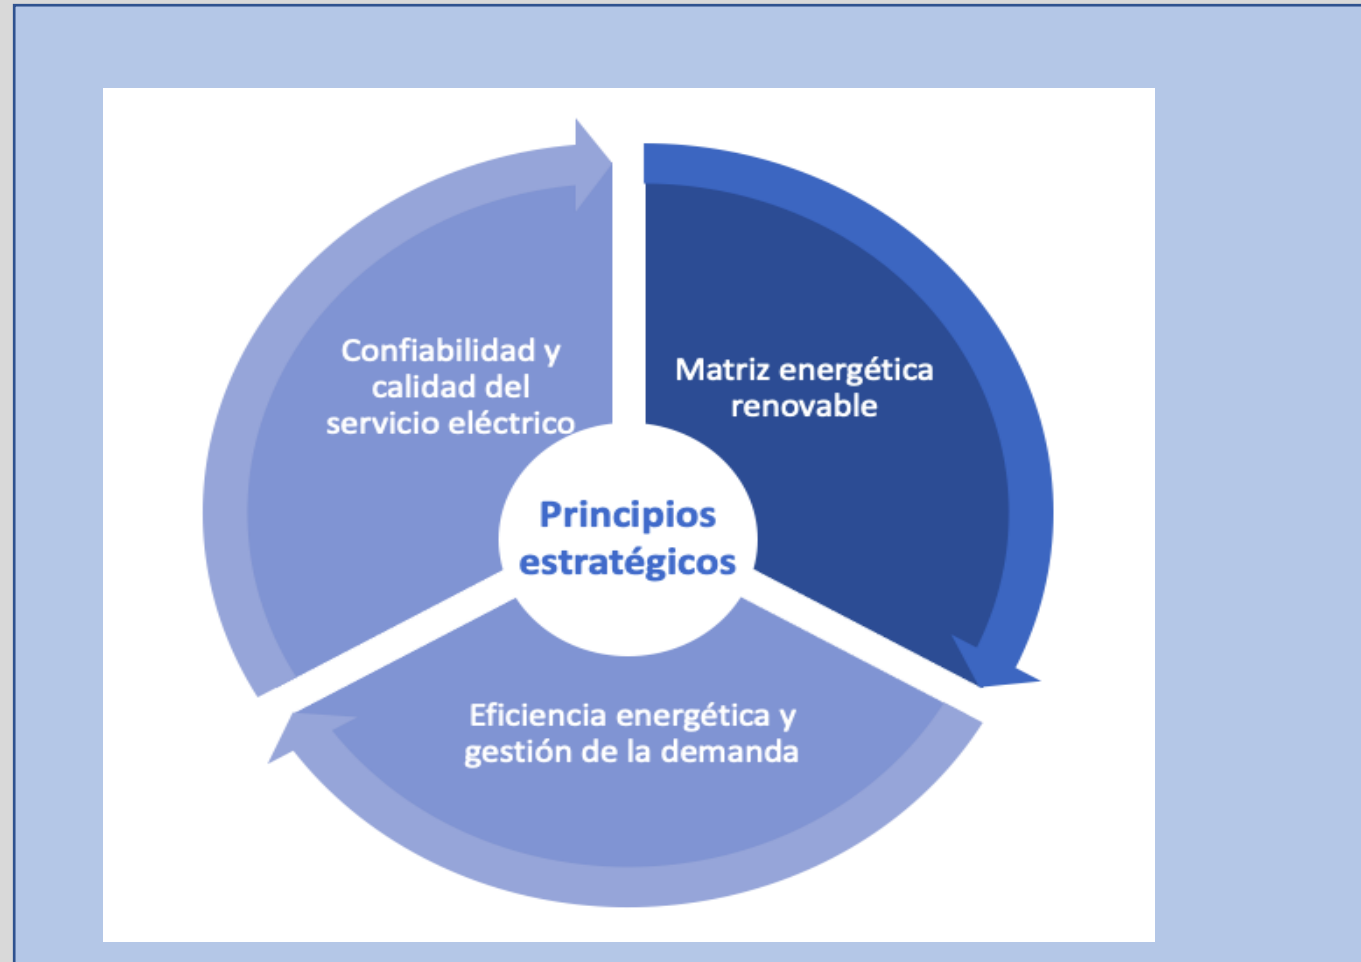 Confiabilidad y
calidad del
servicio eléctrico
Matriz energética
renovable
Principios
estratégicos
Eficiencia energética y
gestión de la demanda